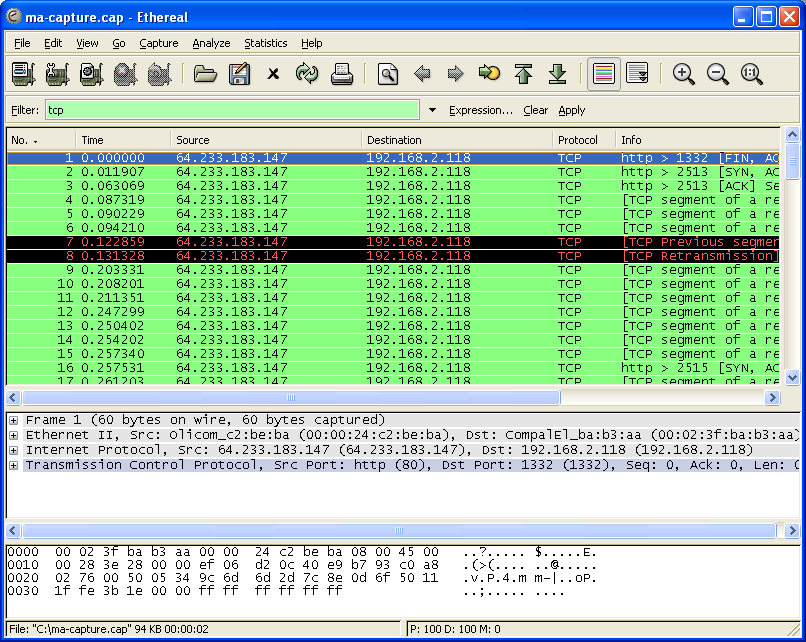 ma-capture.cap - Ethereal
File Edit View Go Capture Analyze Statistics Help
Filter: tcp Expression... Clear Apply
No. Time Source Destination Protocol Info
1 0.000000 64.233.183.147 192.168.2.118 TCP http > 1332 [FIN, AC
2 0.011907 64.233.183.147 192.168.2.118 TCP http > 2513 [SYN, AC
3 0.063069 64.233.183.147 192.168.2.118 TCP http > 2513 [ACK] Se
4 0.087319 64.233.183.147 192.168.2.118 TCP [TCP segment of a re
5 0.090229 64.233.183.147 192.168.2.118 TCP [TCP segment of a re
6 0.094210 64.233.183.147 192.168.2.118 TCP [TCP segment of a re
7 0.122859 64.233.183.147 192.168.2.118 TCP [TCP Previous segmen
8 0.131328 64.233.183.147 192.168.2.118 TCP [TCP Retransmission]
9 0.203331 64.233.183.147 192.168.2.118 TCP [TCP segment of a re
10 0.208201 64.233.183.147 192.168.2.118 TCP [TCP segment of a re
11 0.211351 64.233.183.147 192.168.2.118 TCP [TCP segment of a re
12 0.247299 64.233.183.147 192.168.2.118 TCP [TCP segment of a re
13 0.250402 64.233.183.147 192.168.2.118 TCP [TCP segment of a re
14 0.254202 64.233.183.147 192.168.2.118 TCP [TCP segment of a re
15 0.257340 64.233.183.147 192.168.2.118 TCP [TCP segment of a re
16 0.257531 64.233.183.147 192.168.2.118 TCP http > 2515 [SYN, AC
17 0.261203 64.233.183.147 192.168.2.118 TCP [TCP segment of a re
Frame 1 (60 bytes on wire, 60 bytes captured)
Ethernet II, Src: Olicom_c2:be:ba (00:00:24:c2:be:ba), Dst: CompalEl_ba:b3:aa (00:02:3f:ba:b3:aa)
Internet Protocol, Src: 64.233.183.147 (64.233.183.147), Dst: 192.168.2.118 (192.168.2.118)
Transmission Control Protocol, Src Port: http (80), Dst Port: 1332 (1332), Seq: 0, Ack: 0, Len: 0
0000 00 02 3f ba b3 aa 00 00 24 c2 be ba 08 00 45 00 ..?..... $.....E.
0010 00 28 3e 28 00 00 ef 06 d2 0c 40 e9 b7 93 c0 a8 .(>(.... ..@.....
0020 02 76 00 50 05 34 9c 6d 6d 2d 7c 8e 0d 6f 50 11 .v.P.4.m m-|..oP.
0030 1f fe 3b 1e 00 00 ff ff ff ff ff ff ..;..... ....
File: "C:\ma-capture.cap" 94 KB 00:00:02 P: 100 D: 100 M: 0